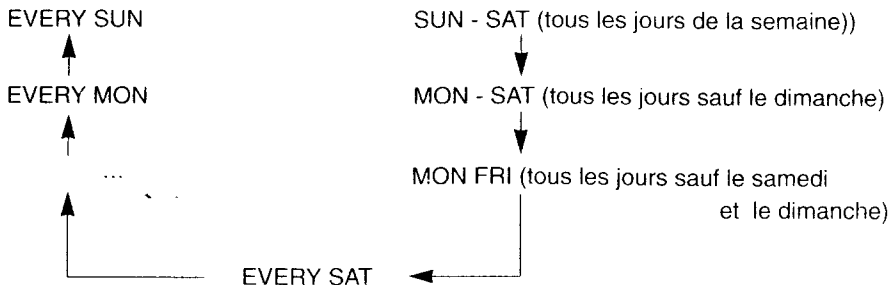 EVERY SUN
SUN - SAT (tous les jours de la semaine))
EVERY MON
MON - SAT (tous les jours sauf le dimanche)
...
MON FRI (tous les jours sauf le samedi
et le dimanche)
EVERY SAT